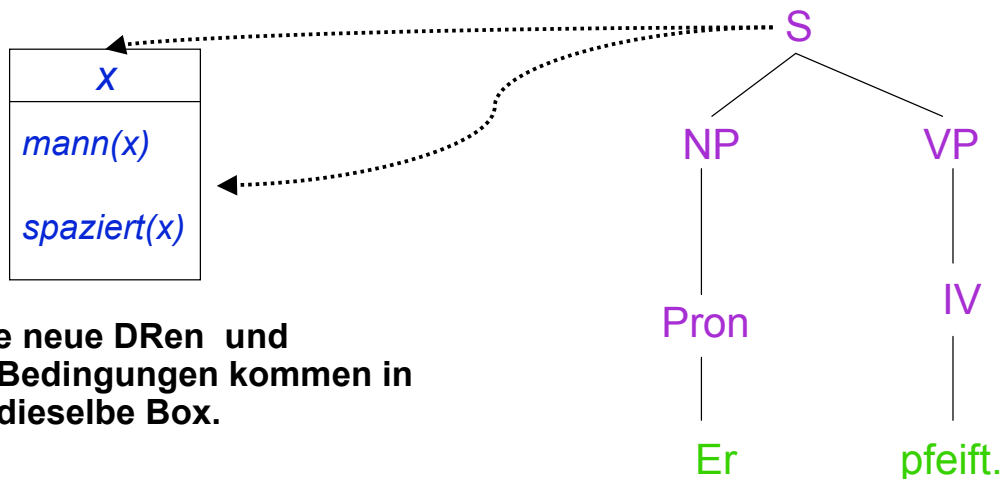 x
mann(x)
spaziert(x)
e neue DRen und
Bedingungen kommen in
dieselbe Box.
S
NP VP
Pron IV
Er pfeift.